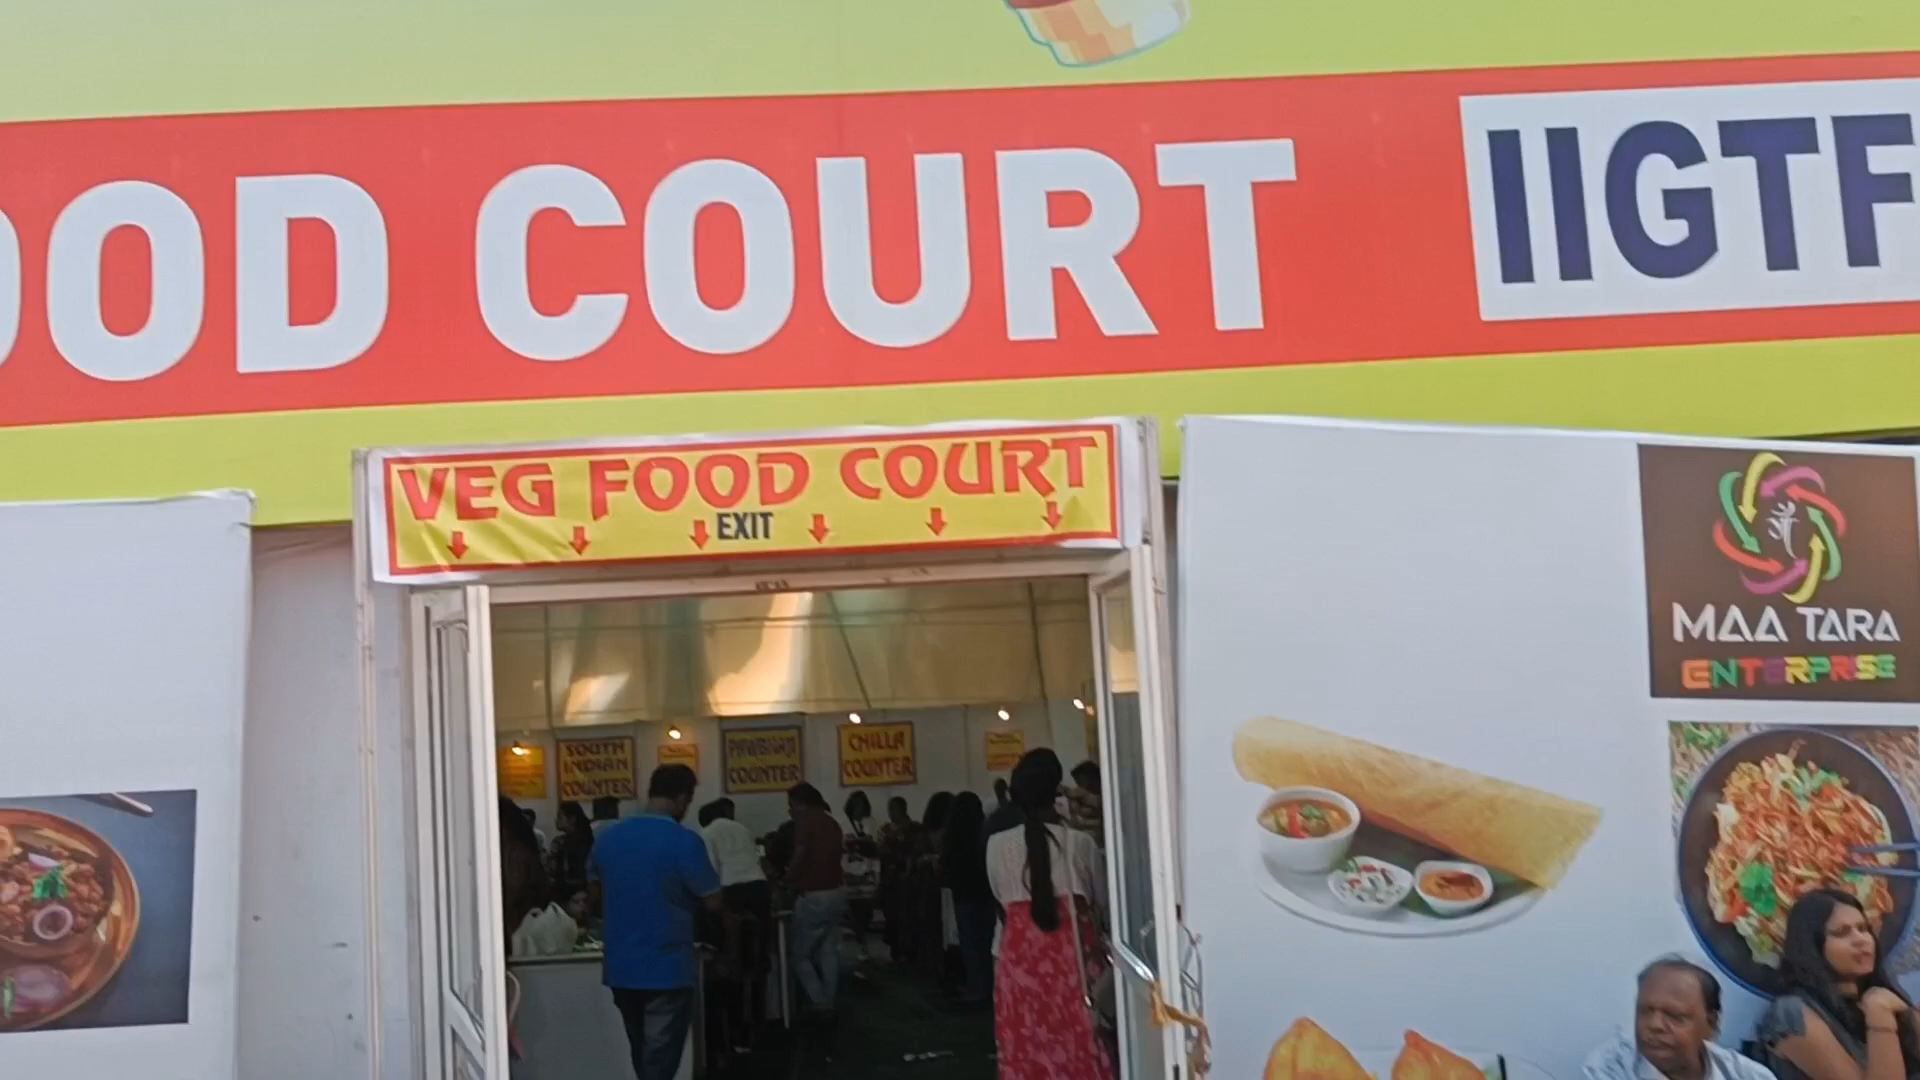 OOD COURT
IIGTF
VEG FOOD COURT
EXIT
MAA TARA
ENTERPRISE
SOUTH
INDIAN
COUNTER
PAVBHAJI
COUNTER
CHILLA
COUNTER